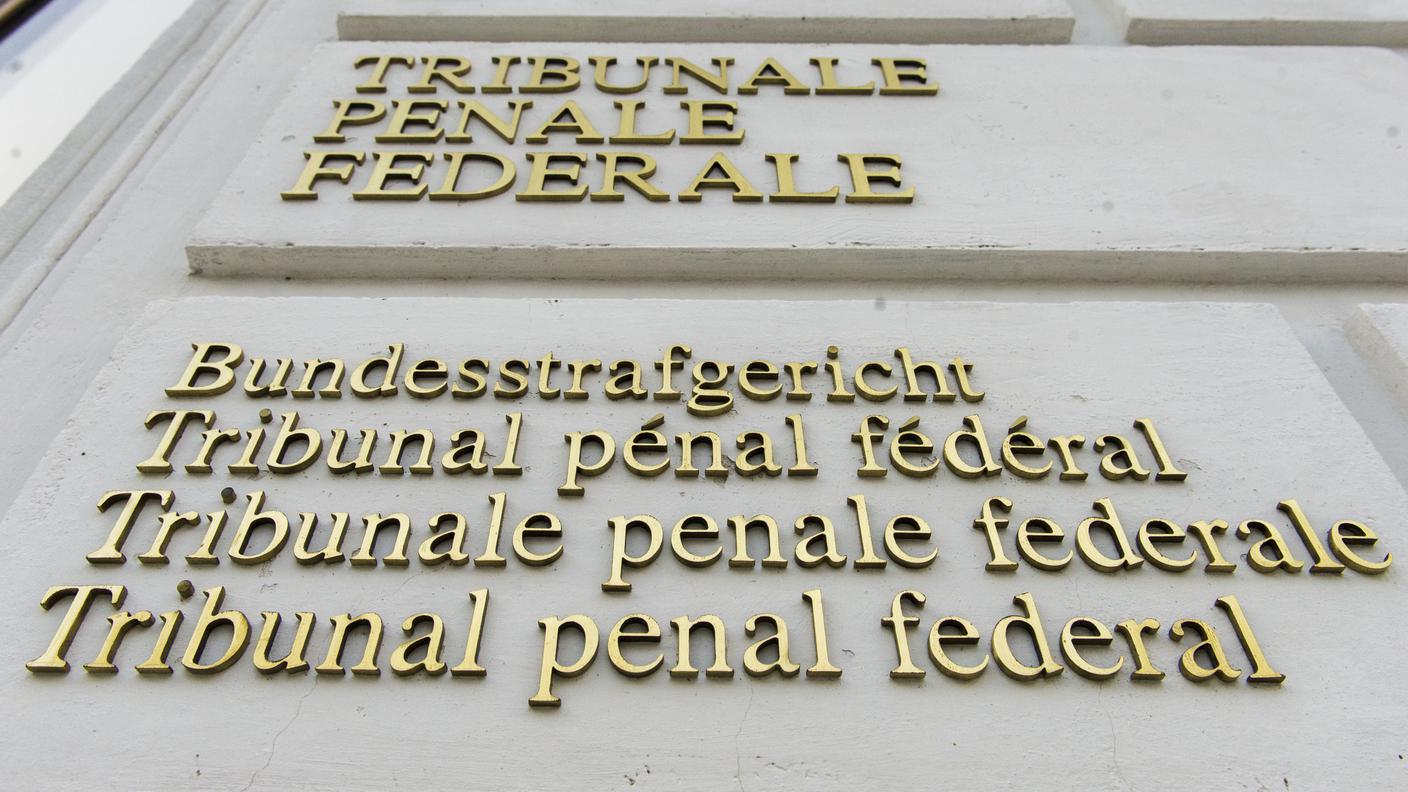 TRIBUNALE
PENALE
FEDERALE
Bundesstrafgericht
Tribunal pénal fédéral
Tribunale penale federale
Tribunal penal federal